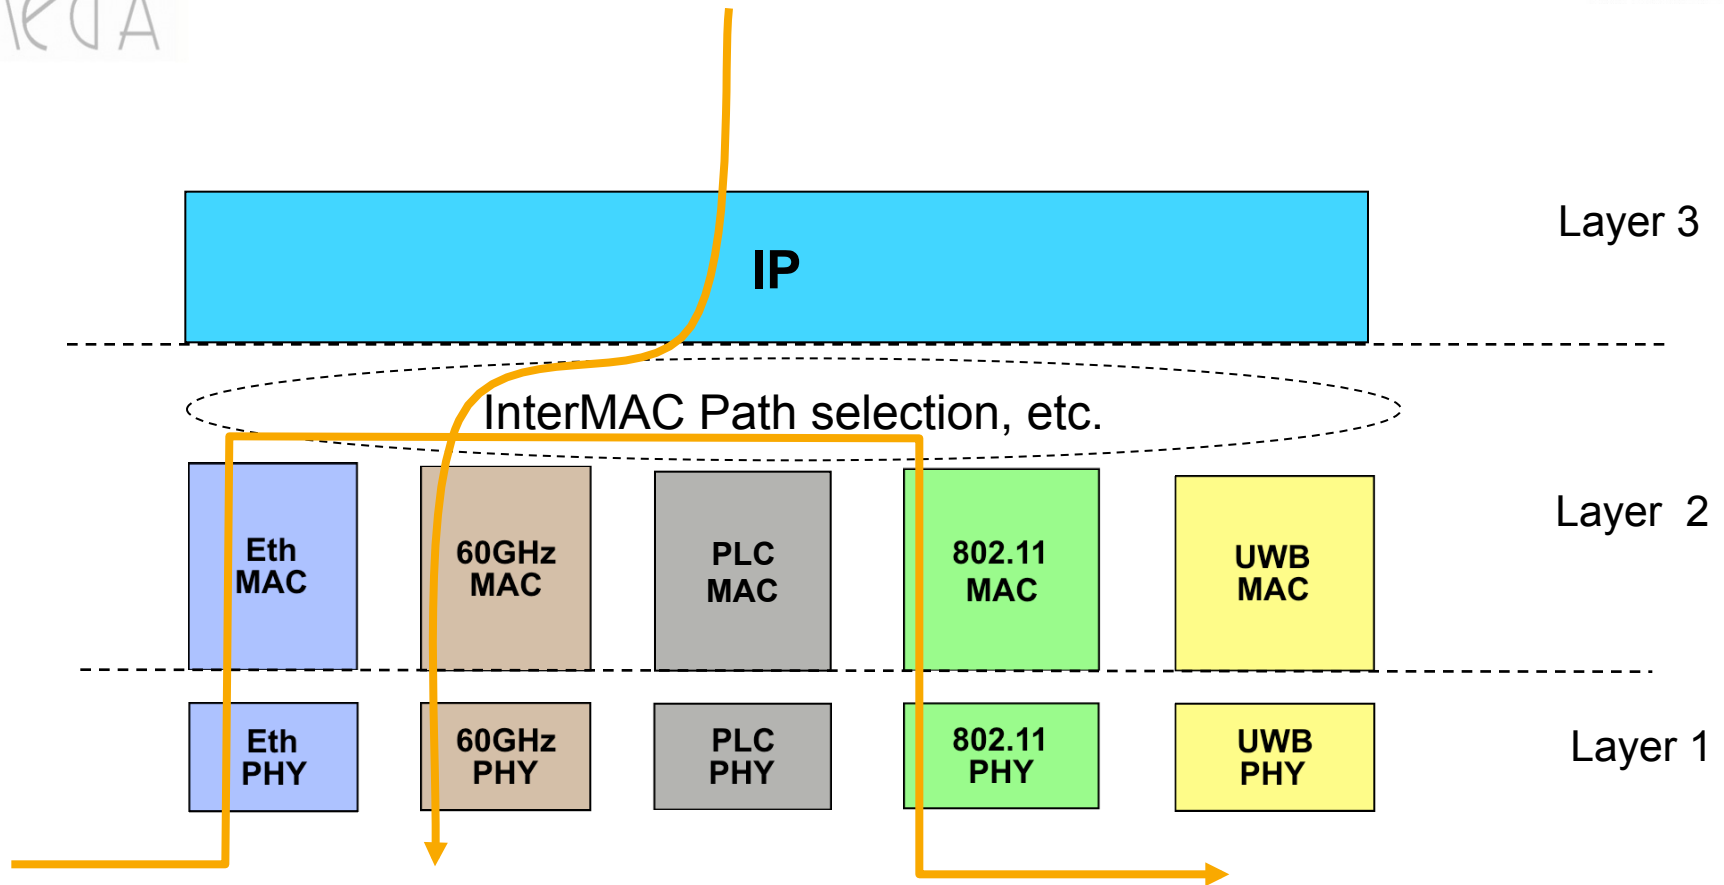 Layer 3
IP
InterMAC Path selection, etc.
Layer 2
Eth
MAC
60GHz
MAC
PLC
MAC
802.11
MAC
UWB
MAC
Layer 1
Eth
PHY
60GHz
PHY
PLC
PHY
802.11
PHY
UWB
PHY